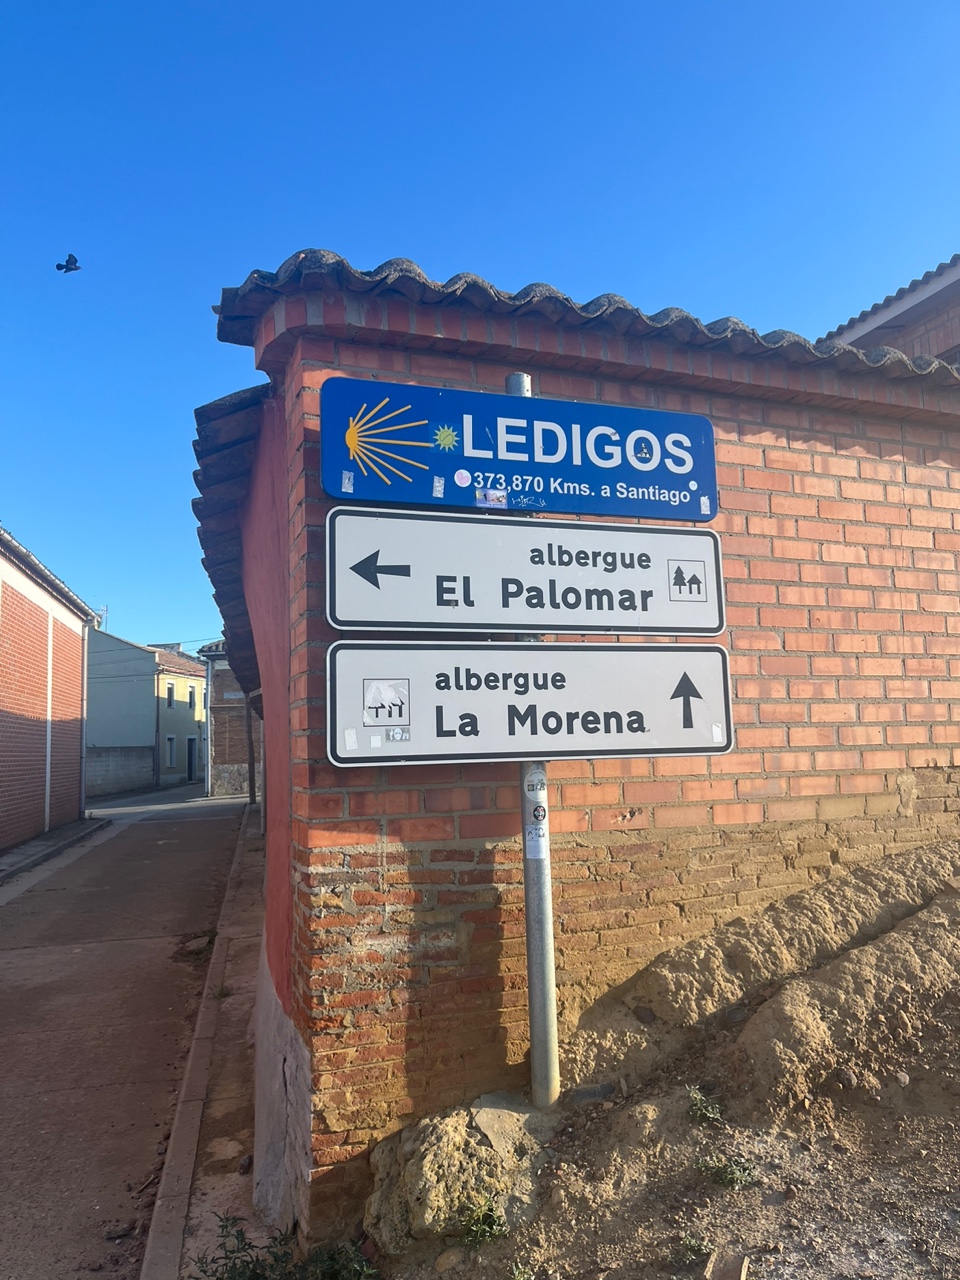 LEDIGOS
373,870 Kms. a Santiago
albergue
El Palomar
albergue
La Morena